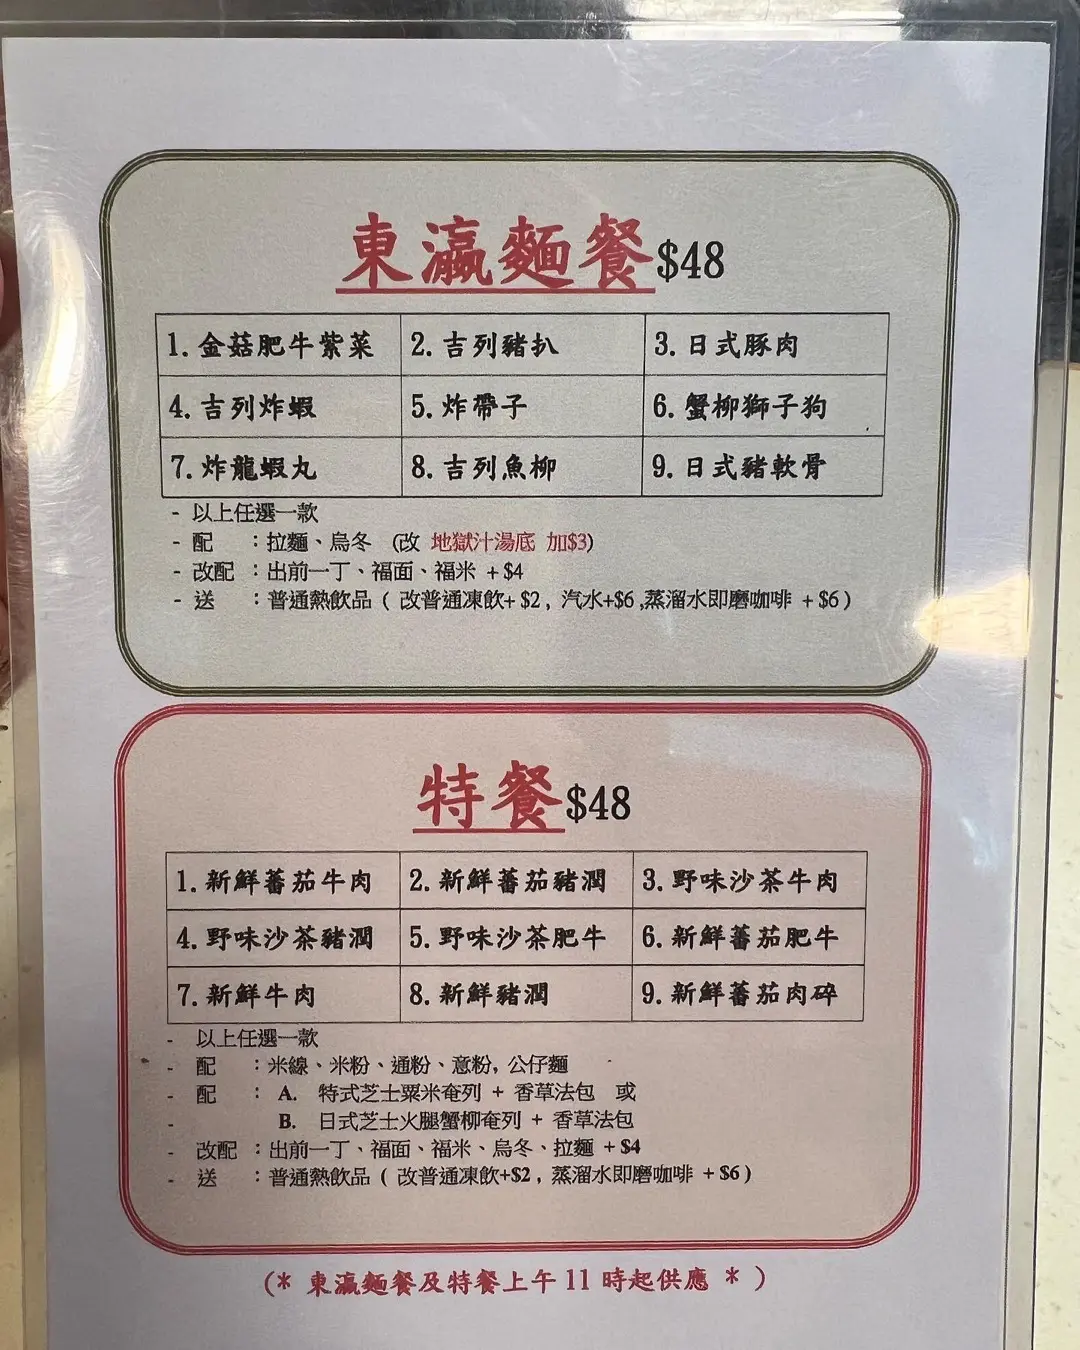 東瀛麵餐$48
1. 金菇肥牛紫菜 2. 吉列豬扒 3. 日式豚肉
4. 吉列炸蝦 5. 炸帶子 6. 蟹柳獅子狗
7. 炸龍蝦丸 8. 吉列魚柳 9. 日式豬軟骨
- 以上任選一款
- 配 ：拉麵、烏冬 (改 地獄汁湯底 加$3)
- 改配 ：出前一丁、福面、福米 + $4
- 送 ：普通熱飲品 ( 改普通凍飲+ $2 , 汽水+$6 ,蒸溜水即磨咖啡 + $6 )
特餐$48
1. 新鮮蕃茄牛肉 2. 新鮮蕃茄豬潤 3. 野味沙茶牛肉
4. 野味沙茶豬潤 5. 野味沙茶肥牛 6. 新鮮蕃茄肥牛
7. 新鮮牛肉 8. 新鮮豬潤 9. 新鮮蕃茄肉碎
- 以上任選一款
- 配 ：米線、米粉、通粉、意粉, 公仔麵
- 配 ： A. 特式芝士粟米奄列 + 香草法包 或
- B. 日式芝士火腿蟹柳奄列 + 香草法包
- 改配 ：出前一丁、福面、福米、烏冬、拉麵 + $4
- 送 ：普通熱飲品 ( 改普通凍飲+$2 , 蒸溜水即磨咖啡 + $6 )
(* 東瀛麵餐及特餐上午 11 時起供應 * )